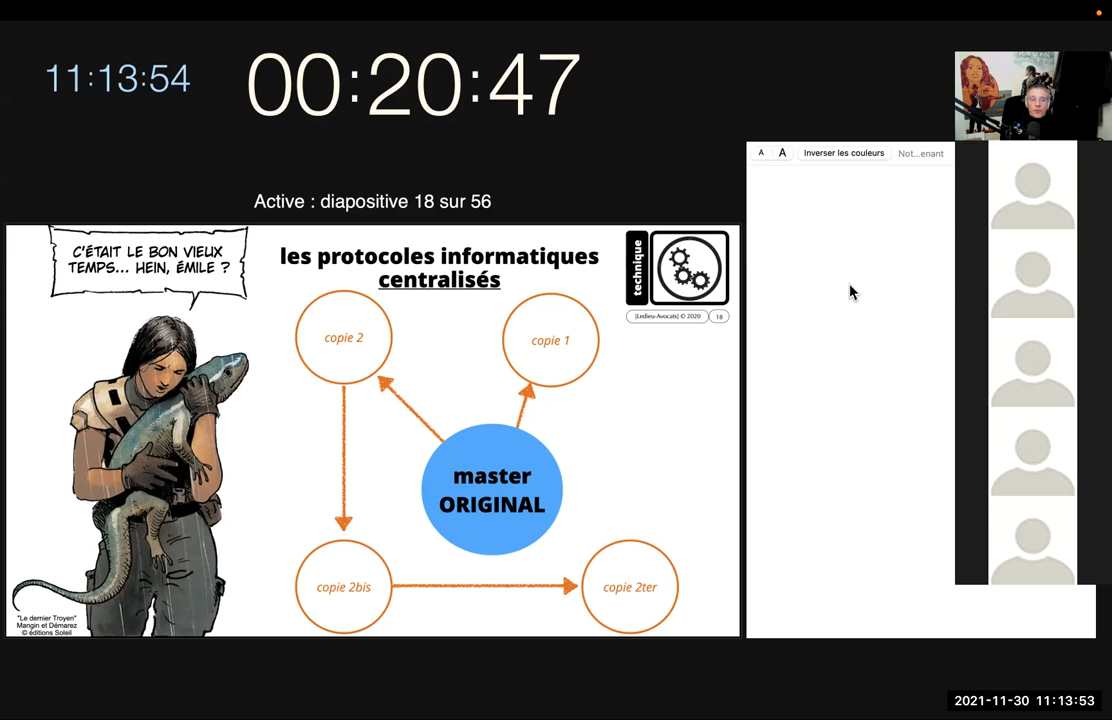 11:13:54
00:20:47
A A Inverser les couleurs Not...enant
Active : diapositive 18 sur 56
C'ÉTAIT LE BON VIEUX
TEMPS... HEIN, ÉMILE ?
les protocoles informatiques
centralisés
technique
[Ledieu-Avocats] © 2020 18
copie 2
copie 1
master
ORIGINAL
copie 2bis
copie 2ter
"Le dernier Troyen"
Mangin et Démarez
© éditions Soleil
2021-11-30 11:13:53